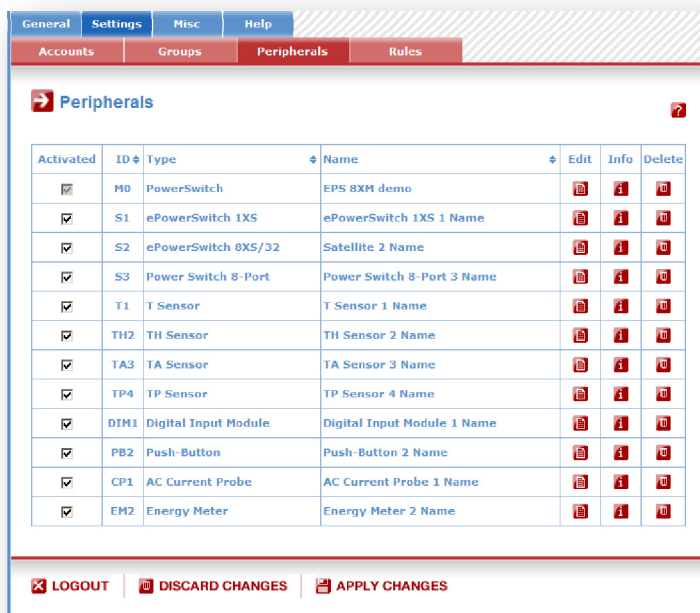 General Settings Misc Help
Accounts Groups Peripherals Rules
Peripherals
?
Activated ID Type Name Edit Info Delete
M0 PowerSwitch EPS 8XM demo
S1 ePowerSwitch 1XS ePowerSwitch 1XS 1 Name
S2 ePowerSwitch 8XS/32 Satellite 2 Name
S3 Power Switch 8-Port Power Switch 8-Port 3 Name
T1 T Sensor T Sensor 1 Name
TH2 TH Sensor TH Sensor 2 Name
TA3 TA Sensor TA Sensor 3 Name
TP4 TP Sensor TP Sensor 4 Name
DIM1 Digital Input Module Digital Input Module 1 Name
PB2 Push-Button Push-Button 2 Name
CP1 AC Current Probe AC Current Probe 1 Name
EM2 Energy Meter Energy Meter 2 Name
LOGOUT DISCARD CHANGES APPLY CHANGES